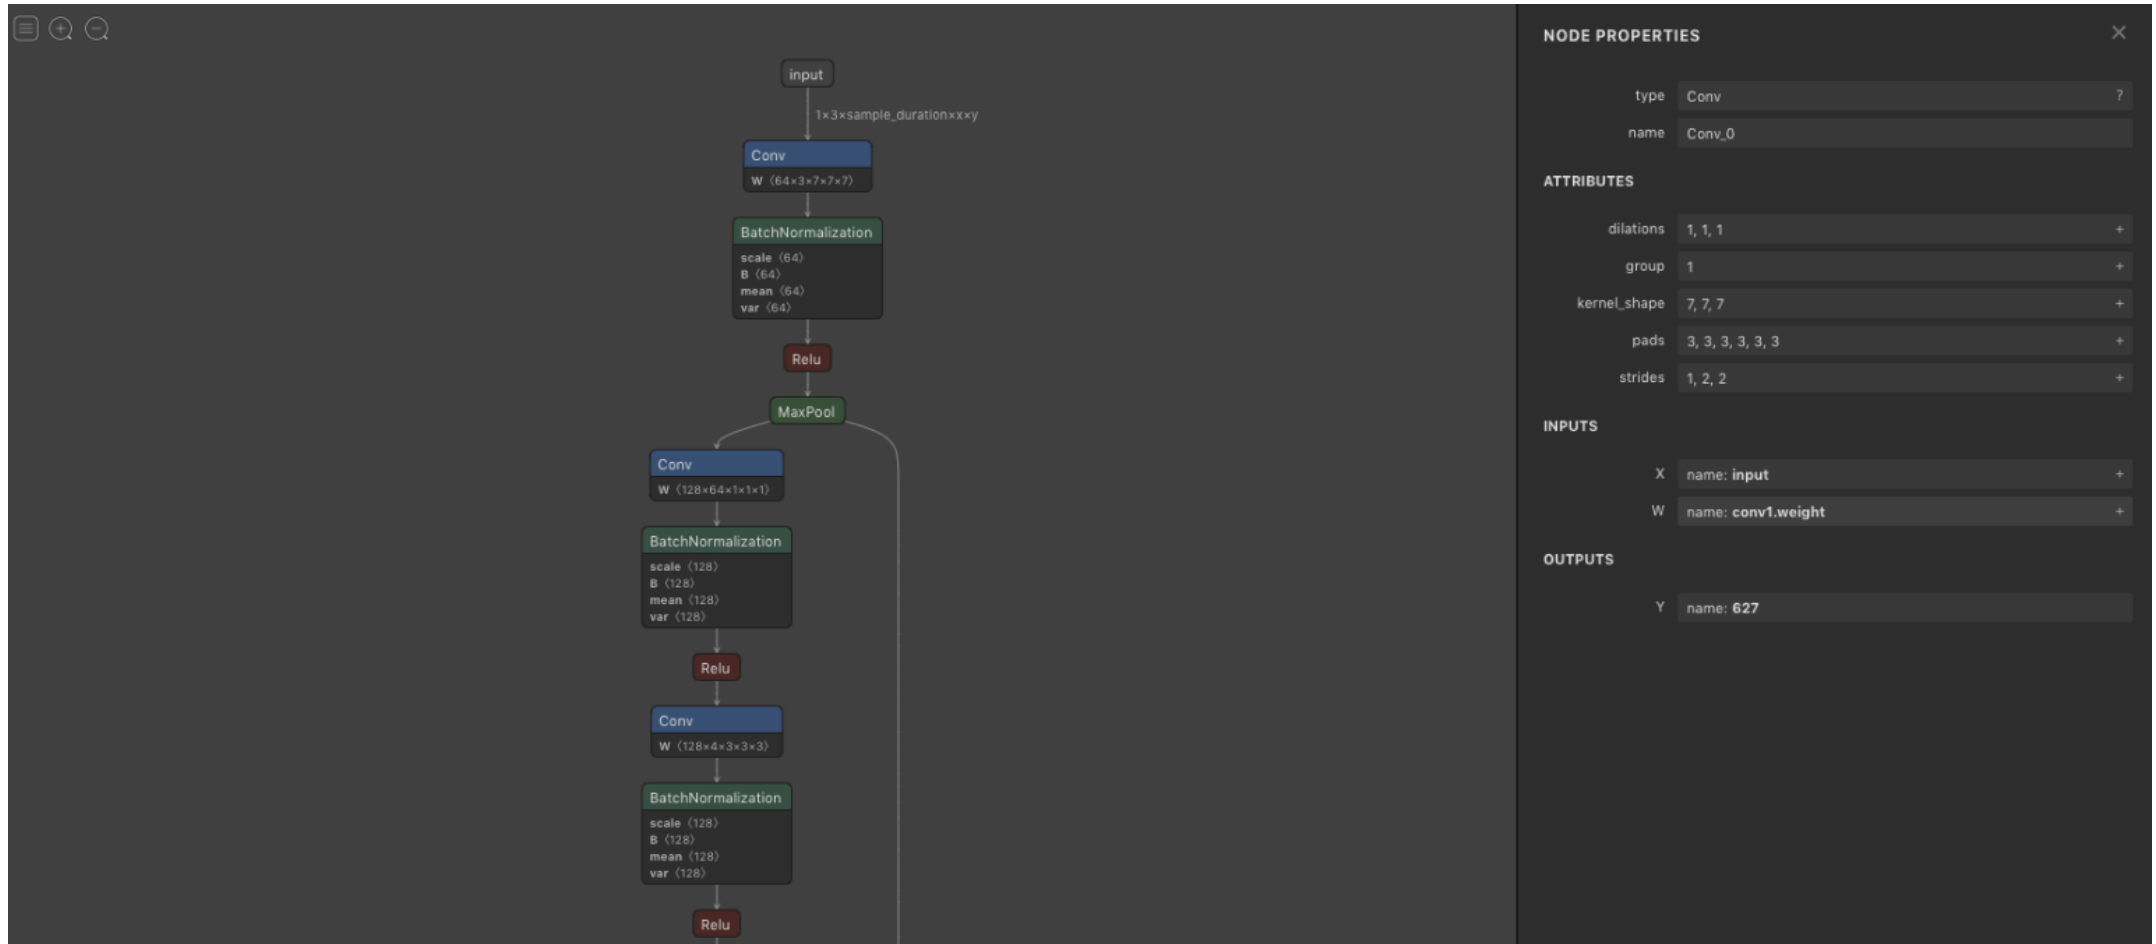 input
1×3×sample_duration×x×y
Conv
W ⟨64×3×7×7×7⟩
BatchNormalization
scale ⟨64⟩
B ⟨64⟩
mean ⟨64⟩
var ⟨64⟩
Relu
MaxPool
Conv
W ⟨128×64×1×1×1⟩
BatchNormalization
scale ⟨128⟩
B ⟨128⟩
mean ⟨128⟩
var ⟨128⟩
Relu
Conv
W ⟨128×4×3×3×3⟩
BatchNormalization
scale ⟨128⟩
B ⟨128⟩
mean ⟨128⟩
var ⟨128⟩
Relu
NODE PROPERTIES
type Conv ?
name Conv_0
ATTRIBUTES
dilations 1, 1, 1 +
group 1 +
kernel_shape 7, 7, 7 +
pads 3, 3, 3, 3, 3, 3 +
strides 1, 2, 2 +
INPUTS
X name: input +
W name: conv1.weight +
OUTPUTS
Y name: 627